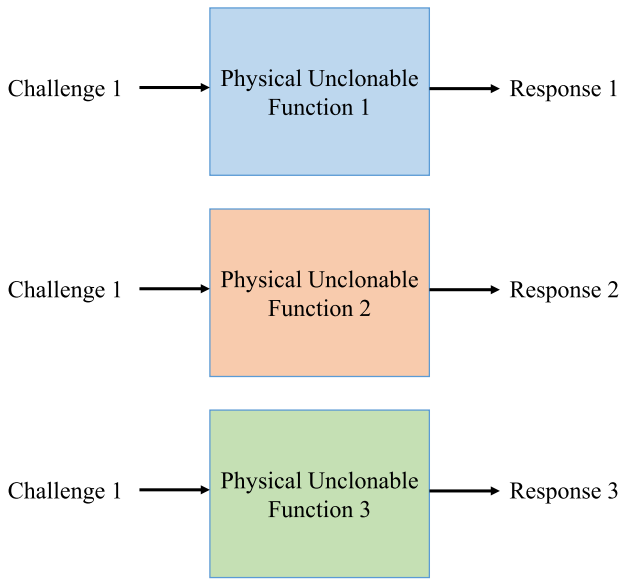 Challenge 1
Physical Unclonable
Function 1
Response 1
Challenge 1
Physical Unclonable
Function 2
Response 2
Challenge 1
Physical Unclonable
Function 3
Response 3